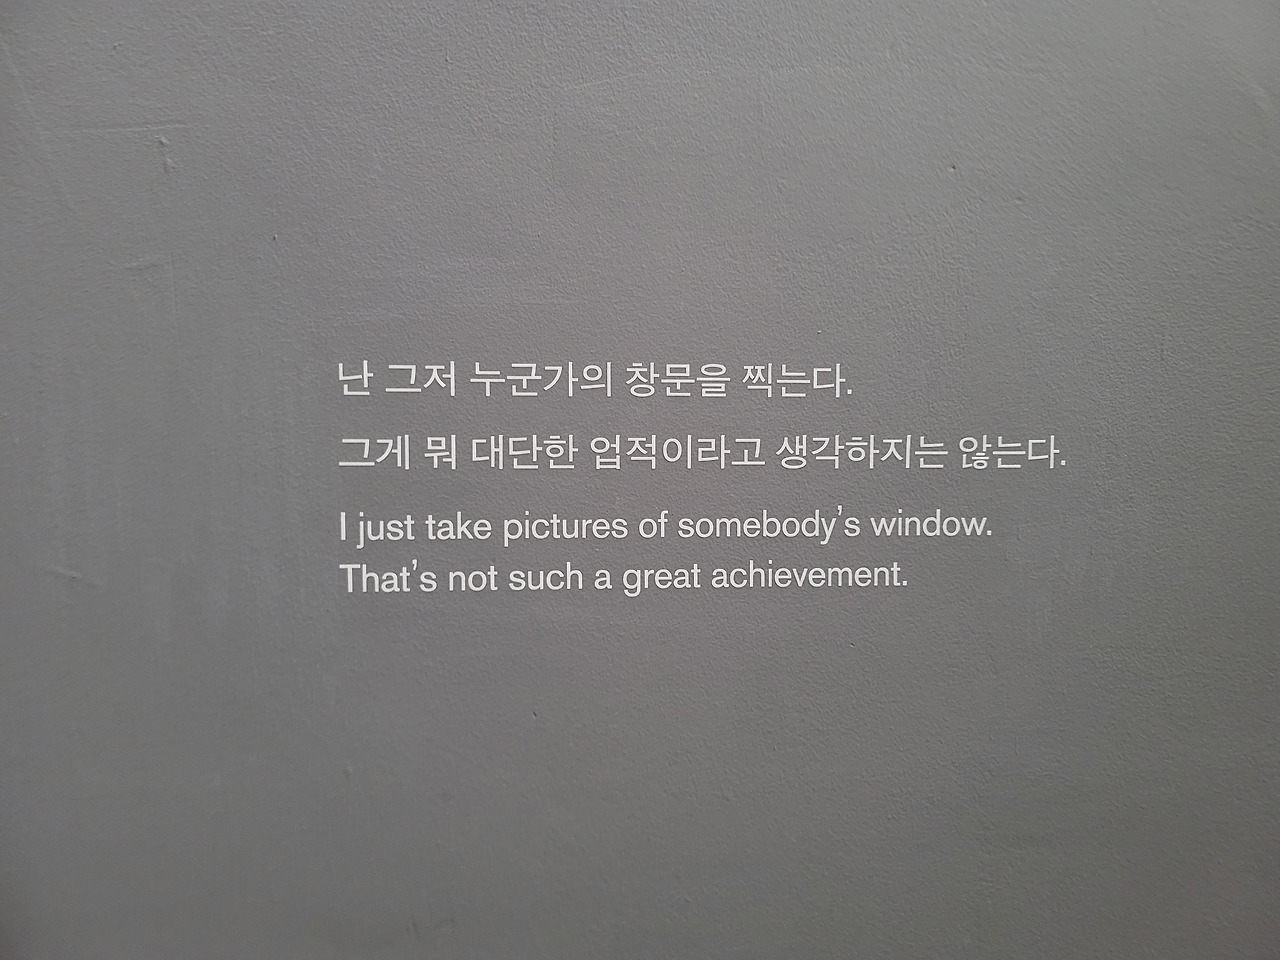 난 그저 누군가의 창문을 찍는다.
그게 뭐 대단한 업적이라고 생각하지는 않는다.
I just take pictures of somebody’s window.
That’s not such a great achievement.